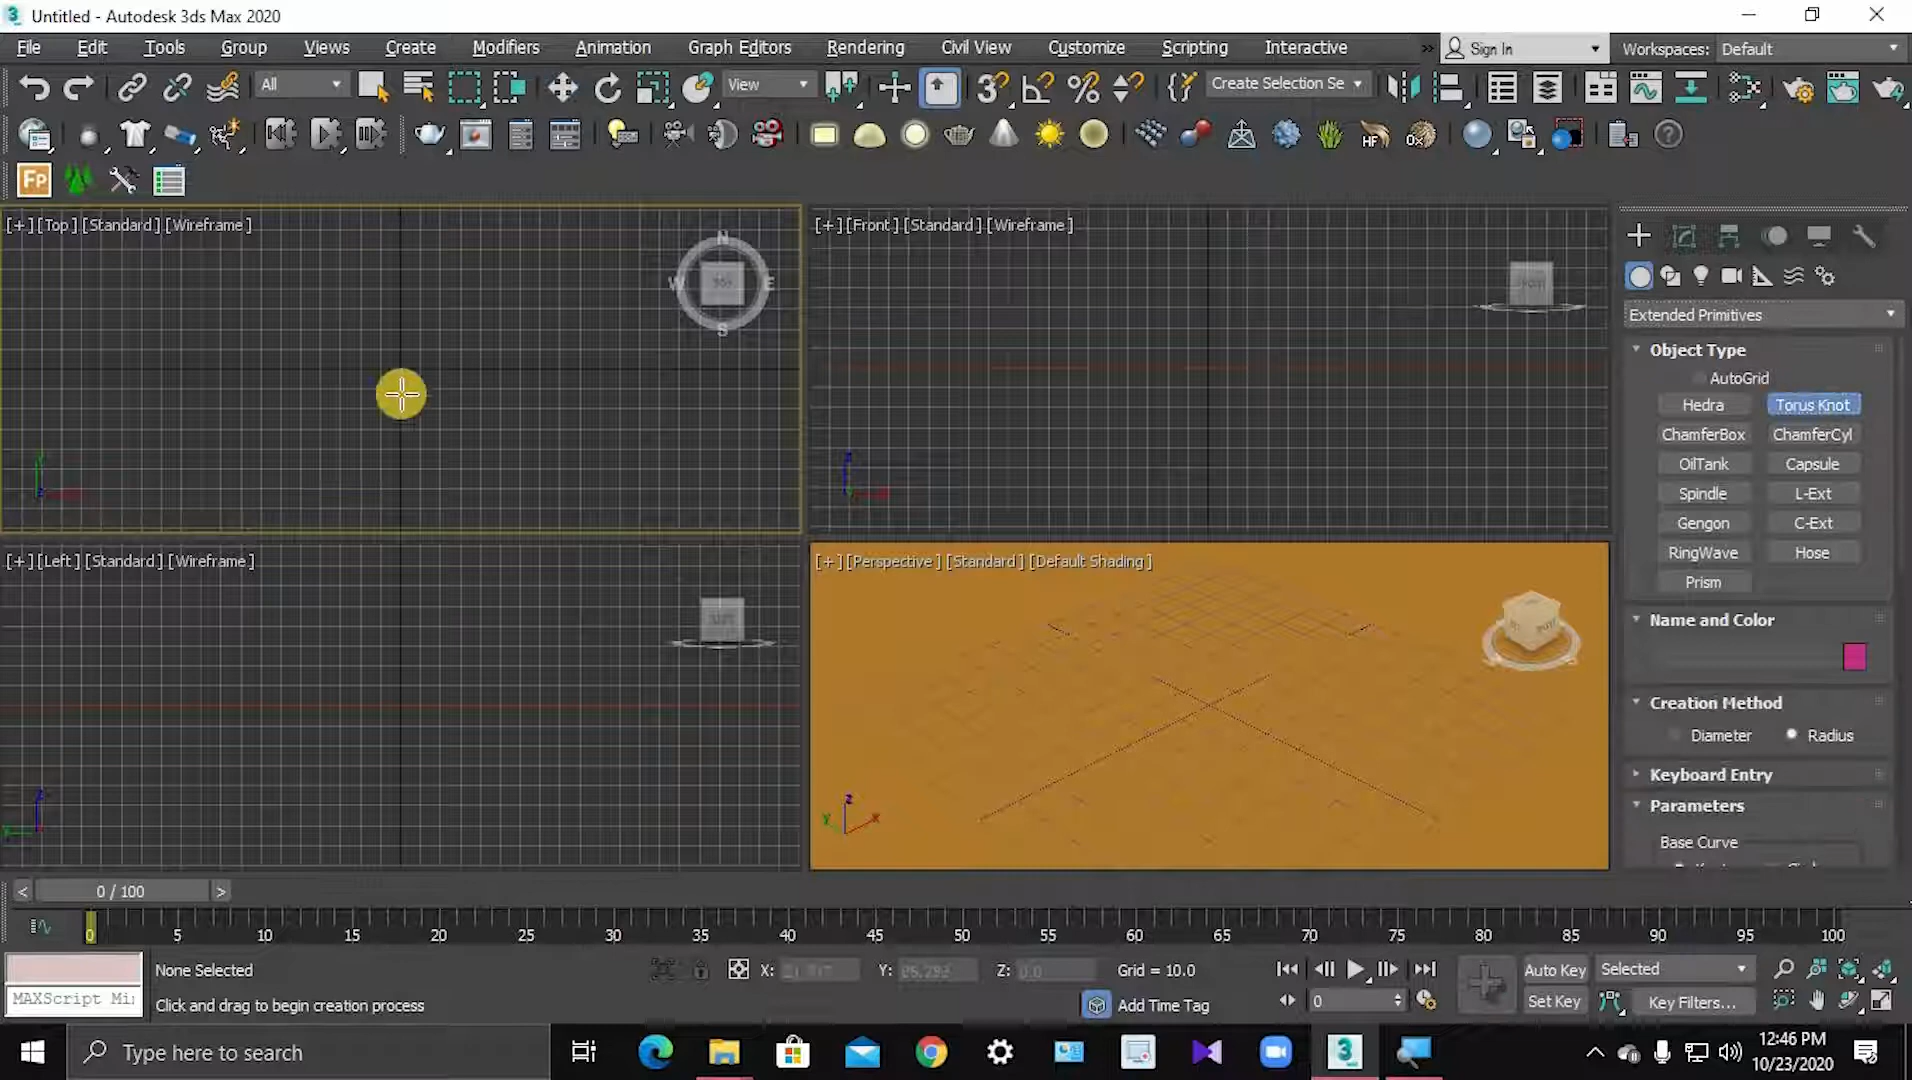 Untitled - Autodesk 3ds Max 2020
File Edit Tools Group Views Create Modifiers Animation Graph Editors Rendering Civil View Customize Scripting Interactive
Sign In Workspaces: Default
All View Create Selection Se
Fp
[+][Top][Standard][Wireframe]
[+][Front][Standard][Wireframe]
N
W E
S
Extended Primitives
Object Type
AutoGrid
Hedra Torus Knot
ChamferBox ChamferCyl
OilTank Capsule
Spindle L-Ext
Gengon C-Ext
RingWave Hose
Prism
[+][Left][Standard][Wireframe]
[+][Perspective][Standard][Default Shading]
Name and Color
Creation Method
Diameter Radius
Keyboard Entry
Parameters
Base Curve
0 / 100
0 5 10 15 20 25 30 35 40 45 50 55 60 65 70 75 80 85 90 95 100
None Selected
X: Y: Z: 0.0 Grid = 10.0
Auto Key Selected
MAXScript Mi
Click and drag to begin creation process
Add Time Tag
0
Set Key Key Filters...
Type here to search
12:46 PM
10/23/2020